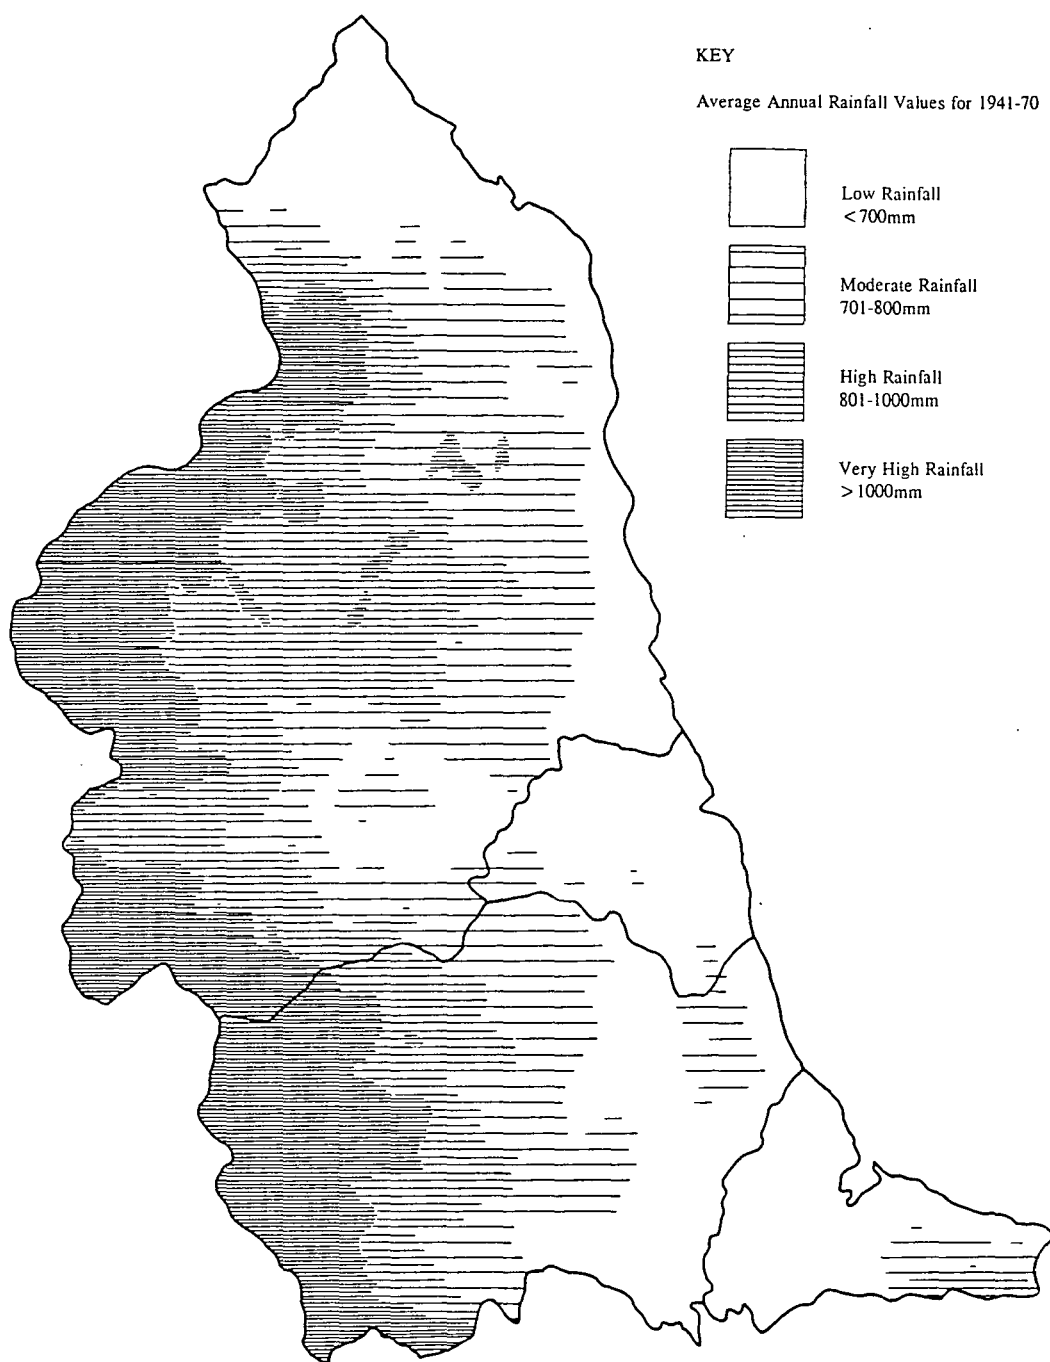 KEY
Average Annual Rainfall Values for 1941-70
Low Rainfall
<700mm
Moderate Rainfall
701-800mm
High Rainfall
801-1000mm
Very High Rainfall
>1000mm